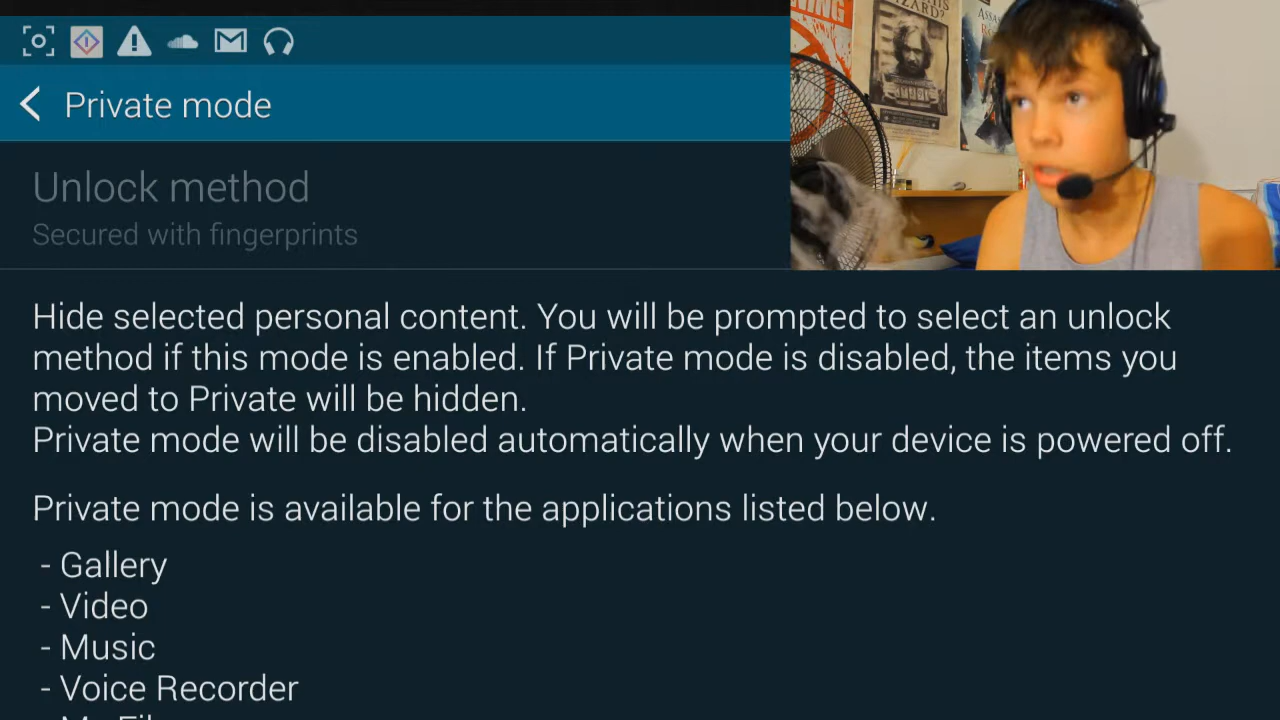 Private mode
Unlock method
Secured with fingerprints
Hide selected personal content. You will be prompted to select an unlock
method if this mode is enabled. If Private mode is disabled, the items you
moved to Private will be hidden.
Private mode will be disabled automatically when your device is powered off.
Private mode is available for the applications listed below.
- Gallery
- Video
- Music
- Voice Recorder
WIZARD?